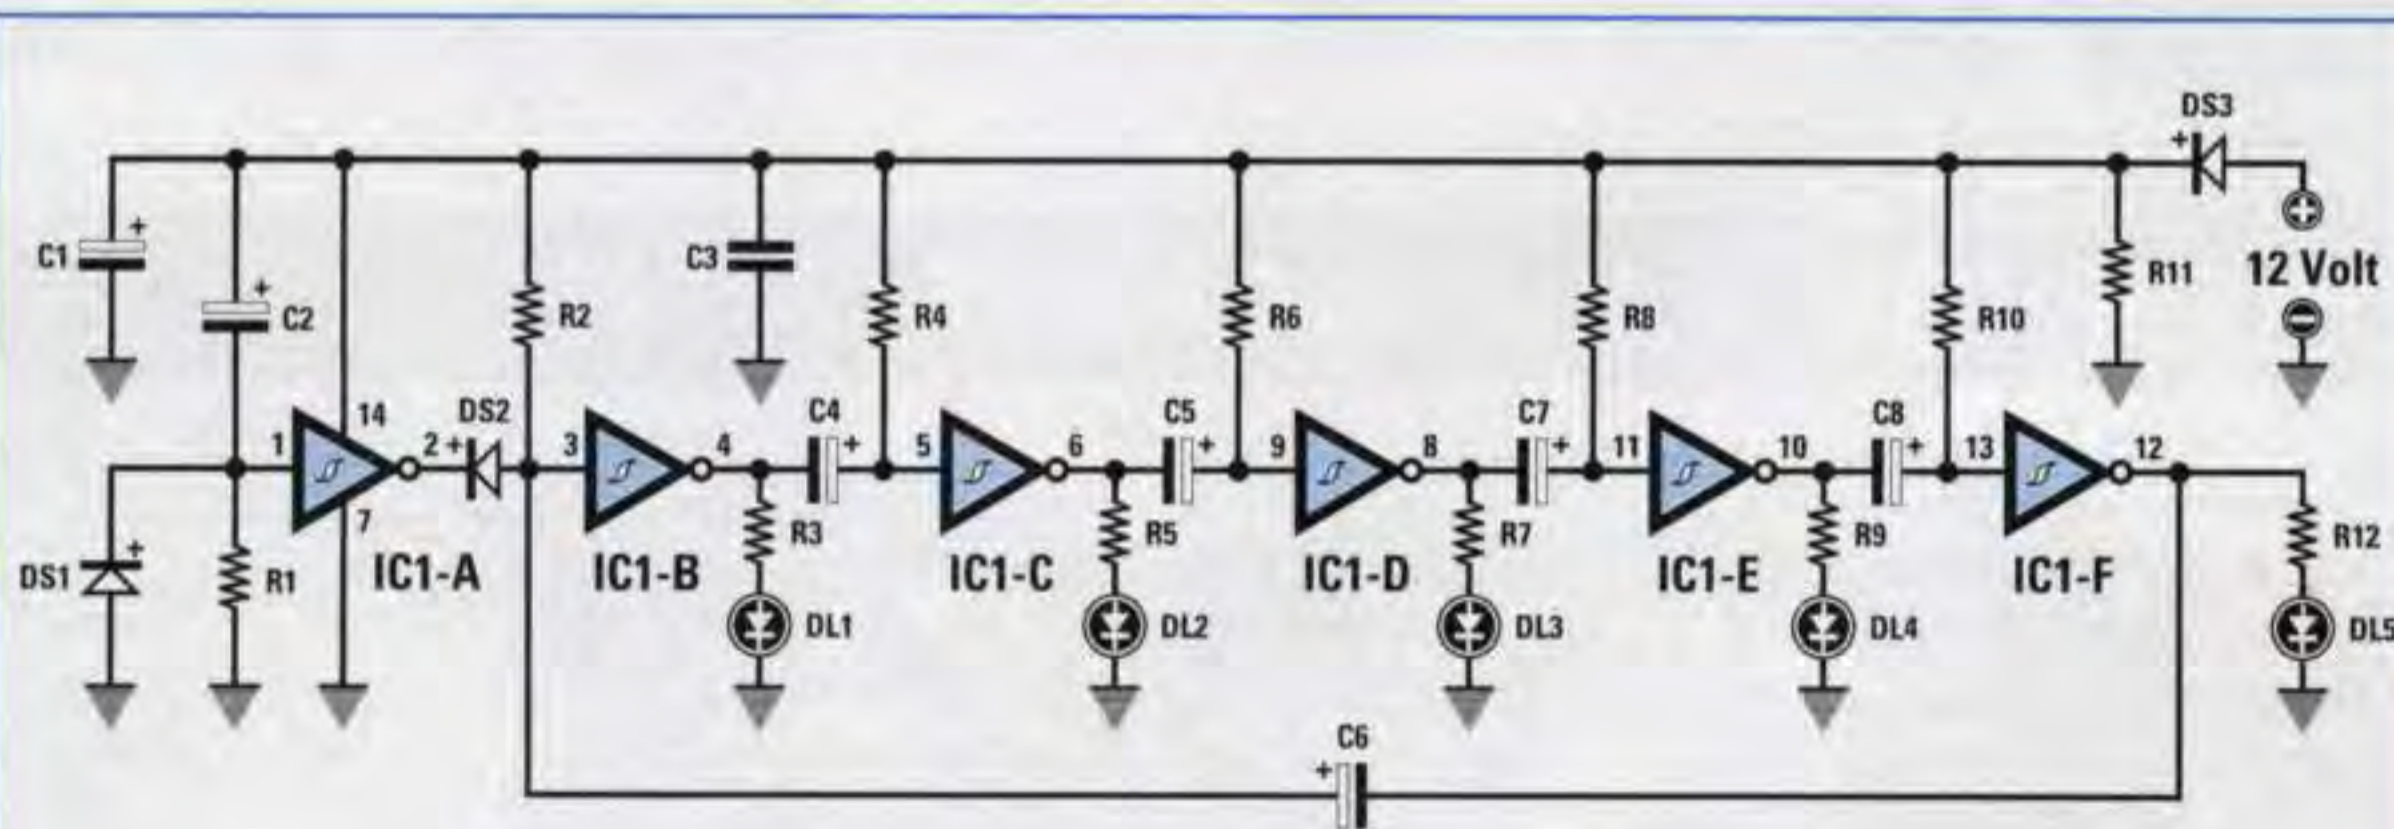 DS3
+
+
C1
+
C2
R2
C3
R4
R6
R8
R10
R11
12 Volt
14
DS2
C4
C5
C7
C8
1
2
+
3
4
+
5
6
+
9
8
+
11
10
+
13
12
7
+
DS1
R1
IC1-A
IC1-B
R3
IC1-C
R5
IC1-D
R7
IC1-E
R9
IC1-F
R12
DL1
DL2
DL3
DL4
DL5
C6
+